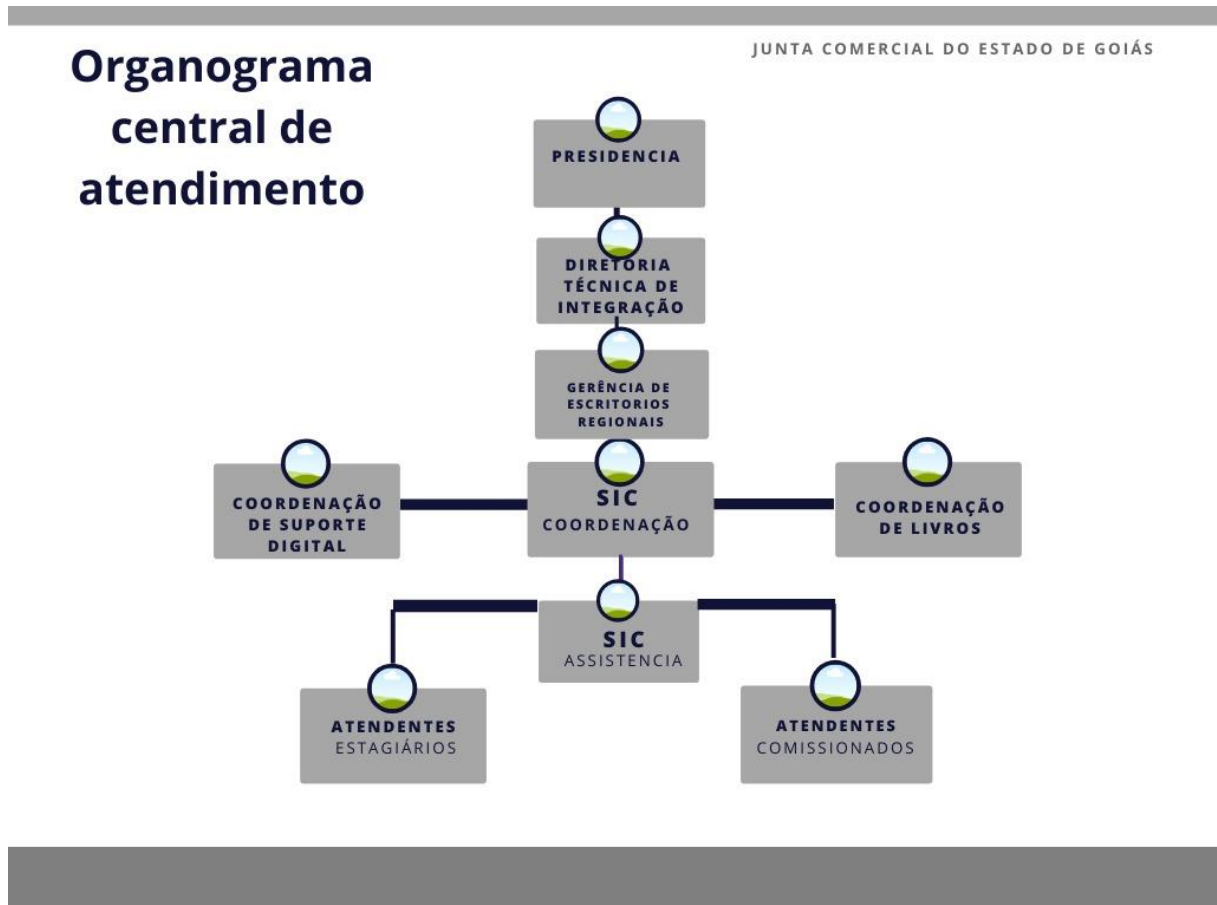 Organograma
central de
atendimento
JUNTA COMERCIAL DO ESTADO DE GOIÁS
PRESIDENCIA
DIRETORIA
TÉCNICA DE
INTEGRAÇÃO
GERÊNCIA DE
ESCRITORIOS
REGIONAIS
COORDENAÇÃO
DE SUPORTE
DIGITAL
SIC
COORDENAÇÃO
COORDENAÇÃO
DE LIVROS
SIC
ASSISTENCIA
ATENDENTES
ESTAGIÁRIOS
ATENDENTES
COMISSIONADOS